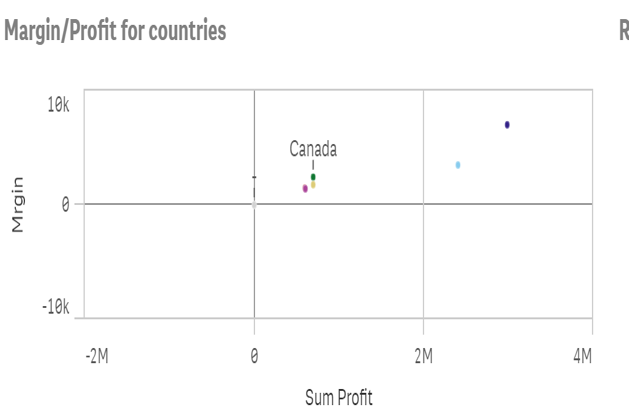 Margin/Profit for countries
R
10k
Canada
Mrgin
0
-10k
-2M
0
2M
4M
Sum Profit